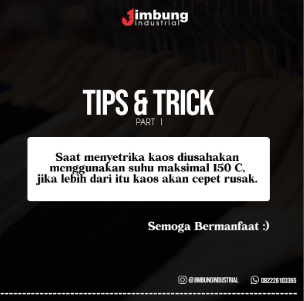 Jimbung
industrial
TIPS & TRICK
PART 1
Saat menyetrika kaos diusahakan
menggunakan suhu maksimal 150 C,
jika lebih dari itu kaos akan cepet rusak.
Semoga Bermanfaat :)
@JIMBUNGINDUSTRIAL 082226103395